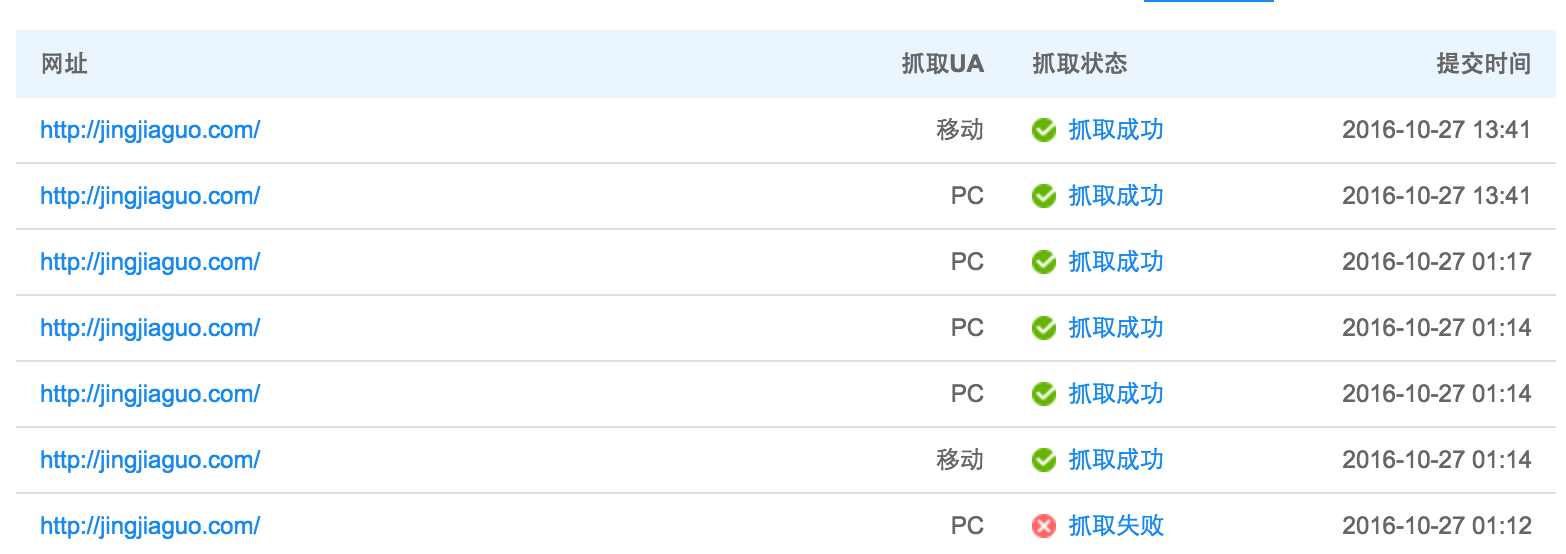 网址 抓取UA 抓取状态 提交时间
http://jingjiaguo.com/ 移动 抓取成功 2016-10-27 13:41
http://jingjiaguo.com/ PC 抓取成功 2016-10-27 13:41
http://jingjiaguo.com/ PC 抓取成功 2016-10-27 01:17
http://jingjiaguo.com/ PC 抓取成功 2016-10-27 01:14
http://jingjiaguo.com/ PC 抓取成功 2016-10-27 01:14
http://jingjiaguo.com/ 移动 抓取成功 2016-10-27 01:14
http://jingjiaguo.com/ PC 抓取失败 2016-10-27 01:12